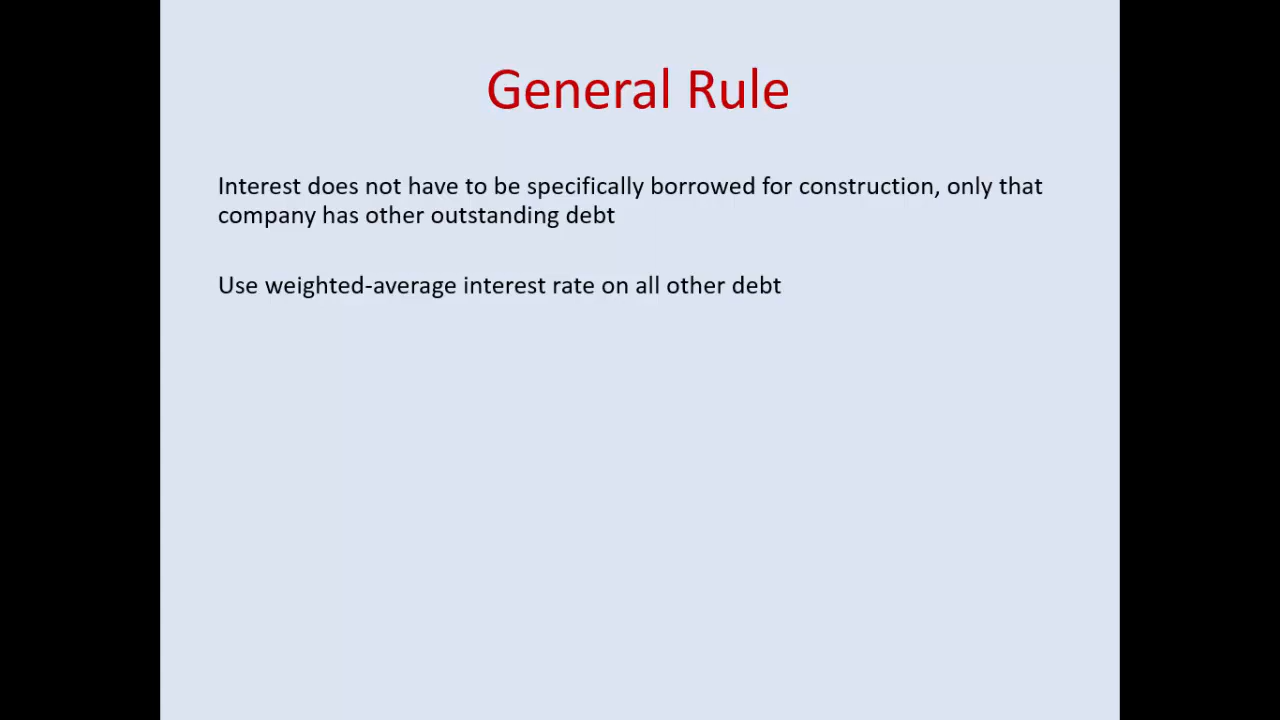 General Rule
Interest does not have to be specifically borrowed for construction, only that
company has other outstanding debt
Use weighted-average interest rate on all other debt